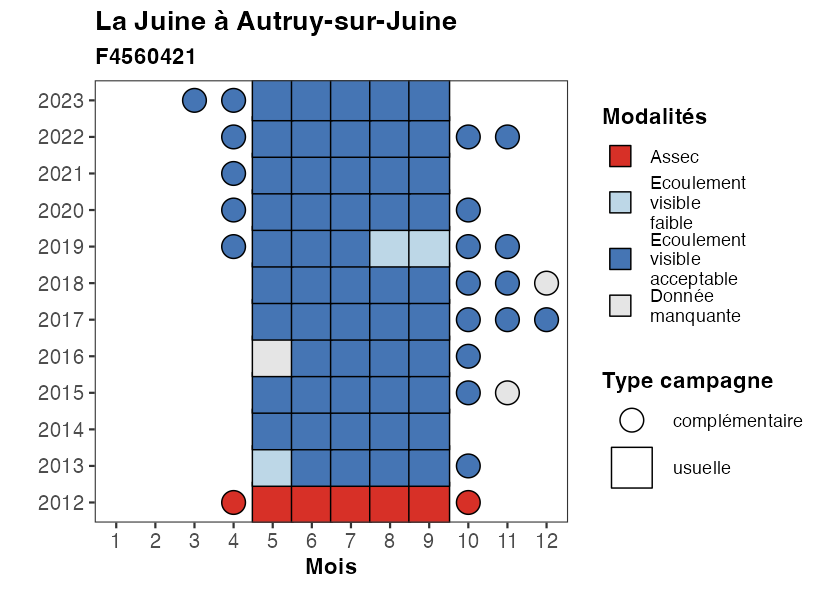 La Juine à Autruy-sur-Juine
F4560421
2023
2022
2021
2020
2019
2018
2017
2016
2015
2014
2013
2012
1 2 3 4 5 6 7 8 9 10 11 12
Mois
Modalités
Assec
Ecoulement
visible
faible
Ecoulement
visible
acceptable
Donnée
manquante
Type campagne
complémentaire
usuelle